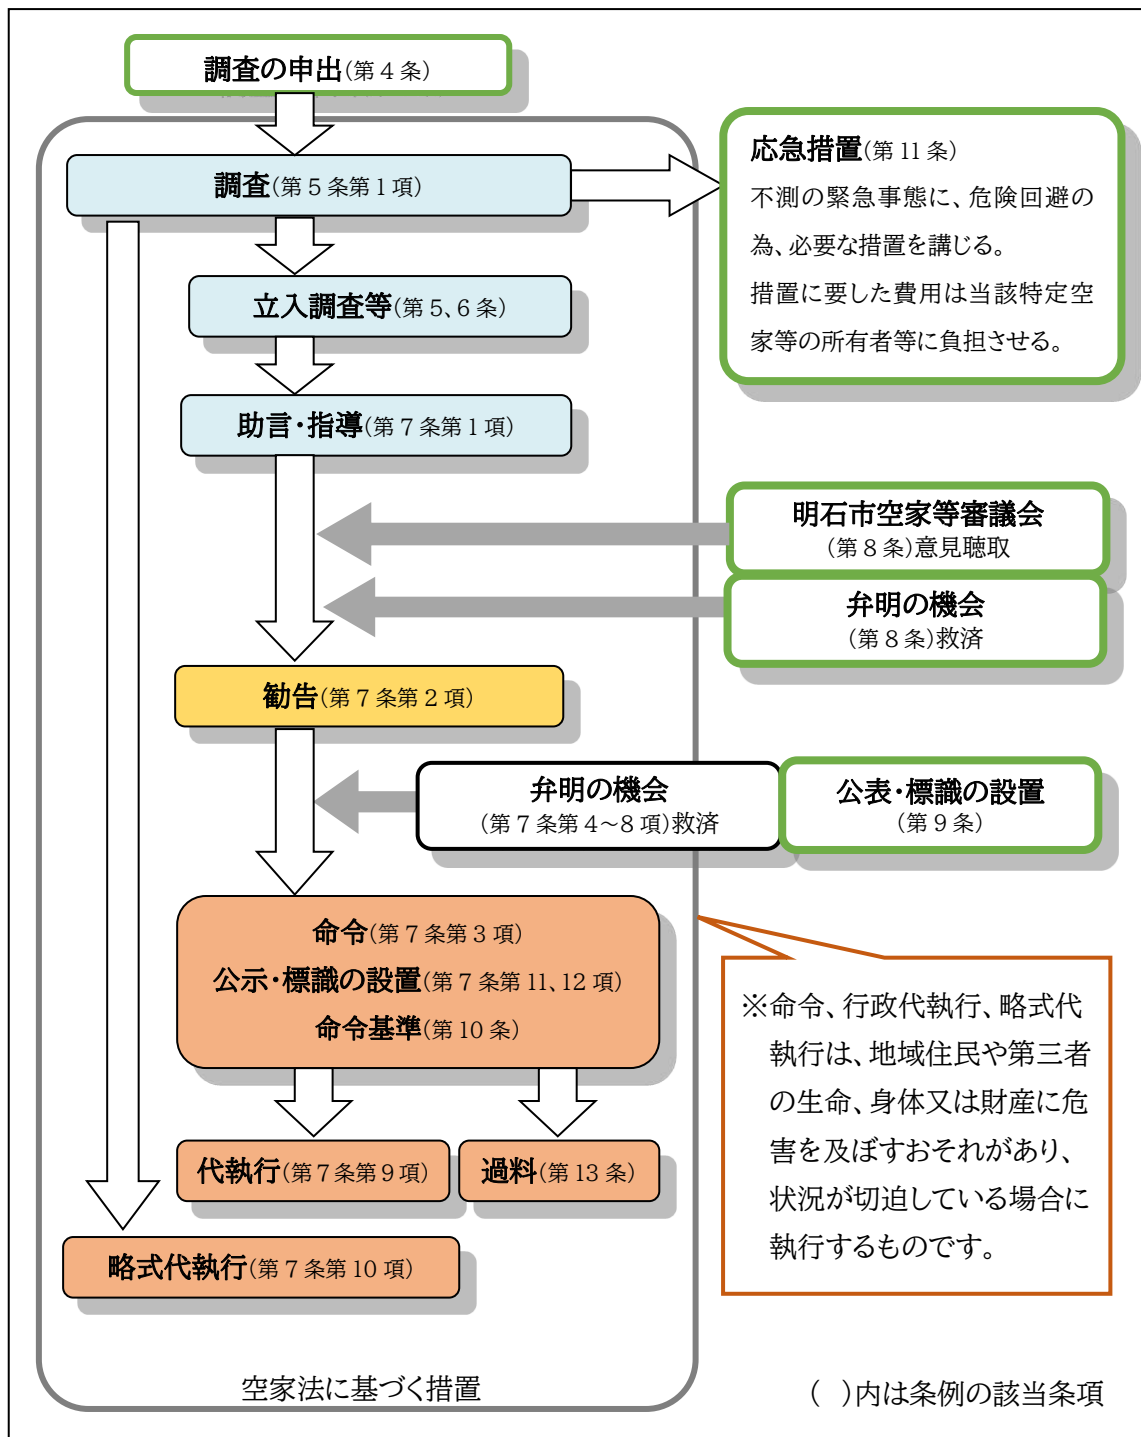 調査の申出(第4条)
調査(第5条第1項)
応急措置(第11条)
不測の緊急事態に、危険回避の
為、必要な措置を講じる。
措置に要した費用は当該特定空
家等の所有者等に負担させる。
立入調査等(第5、6条)
助言・指導(第7条第1項)
明石市空家等審議会
(第8条)意見聴取
弁明の機会
(第8条)救済
勧告(第7条第2項)
弁明の機会
(第7条第4～8項)救済
公表・標識の設置
(第9条)
命令(第7条第3項)
公示・標識の設置(第7条第11、12項)
命令基準(第10条)
※命令、行政代執行、略式代
執行は、地域住民や第三者
の生命、身体又は財産に危
害を及ぼすおそれがあり、
状況が切迫している場合に
執行するものです。
代執行(第7条第9項)
過料(第13条)
略式代執行(第7条第10項)
空家法に基づく措置
(　)内は条例の該当条項